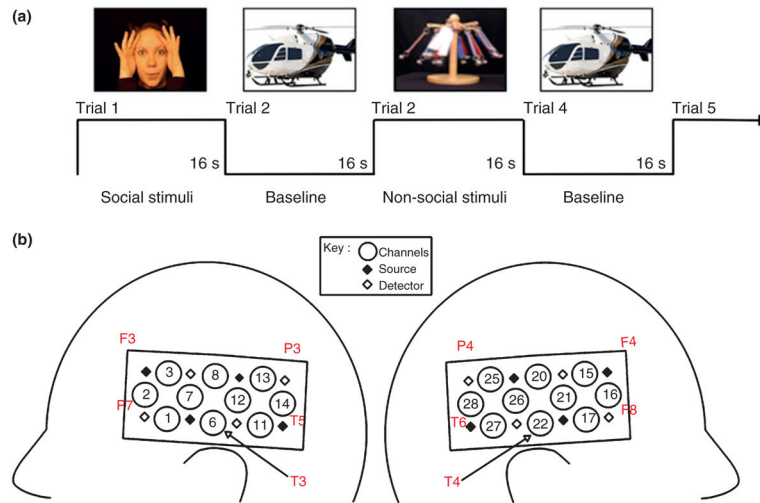 (a)
Trial 1
Trial 2
Trial 2
Trial 4
Trial 5
16 s
16 s
16 s
16 s
Social stimuli
Baseline
Non-social stimuli
Baseline
(b)
Key :
Channels
Source
Detector
F3
P3
3
8
13
2
7
12
14
F7
T5
1
6
11
T3
P4
F4
25
20
15
28
26
21
16
T6
F8
27
22
17
T4